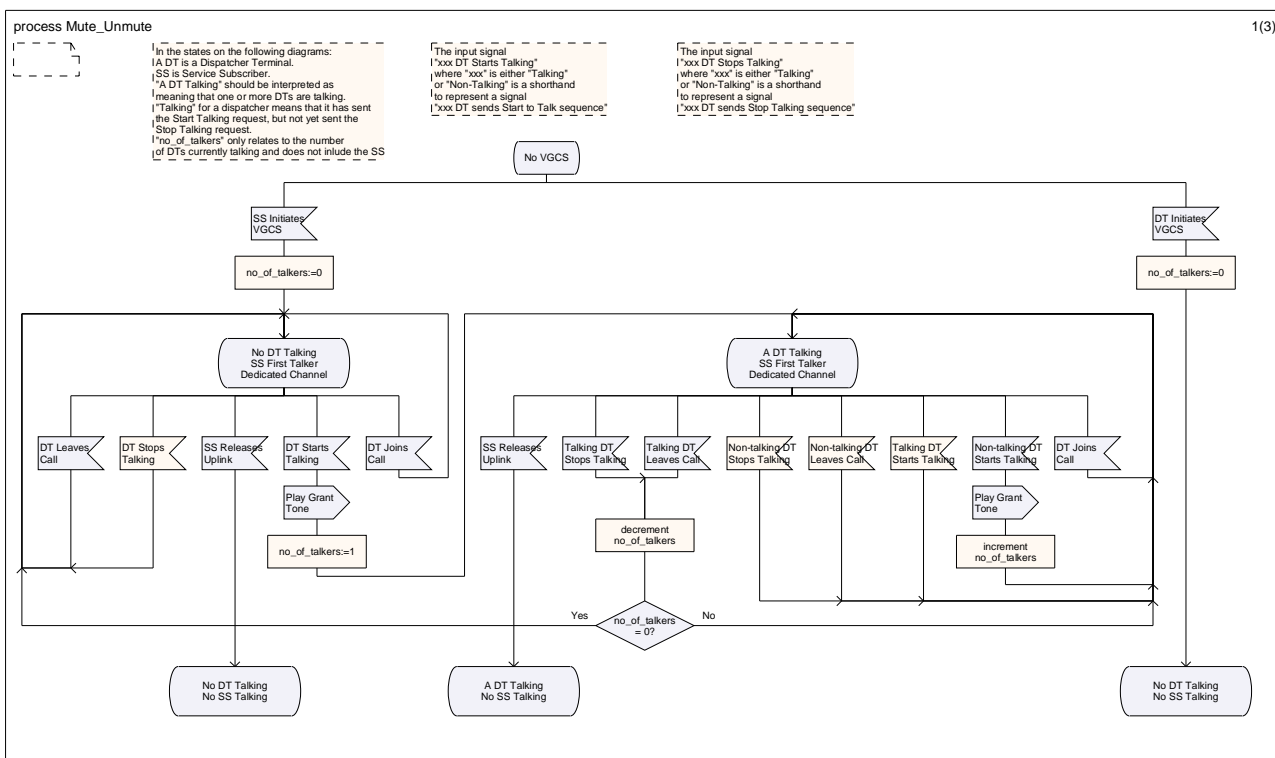 process Mute_Unmute
1(3)
In the states on the following diagrams:
A DT is a Dispatcher Terminal.
SS is Service Subscriber.
"A DT Talking" should be interpreted as
meaning that one or more DTs are talking.
"Talking" for a dispatcher means that it has sent
the Start Talking request, but not yet sent the
Stop Talking request.
"no_of_talkers" only relates to the number
of DTs currently talking and does not inlude the SS
The input signal
"xxx DT Starts Talking"
where "xxx" is either "Talking"
or "Non-Talking" is a shorthand
to represent a signal
"xxx DT sends Start to Talk sequence"
The input signal
"xxx DT Stops Talking"
where "xxx" is either "Talking"
or "Non-Talking" is a shorthand
to represent a signal
"xxx DT sends Stop Talking sequence"
No VGCS
SS Initiates
VGCS
DT Initiates
VGCS
no_of_talkers:=0
no_of_talkers:=0
No DT Talking
SS First Talker
Dedicated Channel
A DT Talking
SS First Talker
Dedicated Channel
DT Leaves
Call
DT Stops
Talking
SS Releases
Uplink
DT Starts
Talking
DT Joins
Call
SS Releases
Uplink
Talking DT
Stops Talking
Talking DT
Leaves Call
Non-talking DT
Stops Talking
Non-talking DT
Leaves Call
Talking DT
Starts Talking
Non-talking DT
Starts Talking
DT Joins
Call
Play Grant
Tone
Play Grant
Tone
no_of_talkers:=1
decrement
no_of_talkers
increment
no_of_talkers
Yes
no_of_talkers
= 0?
No
No DT Talking
No SS Talking
A DT Talking
No SS Talking
No DT Talking
No SS Talking